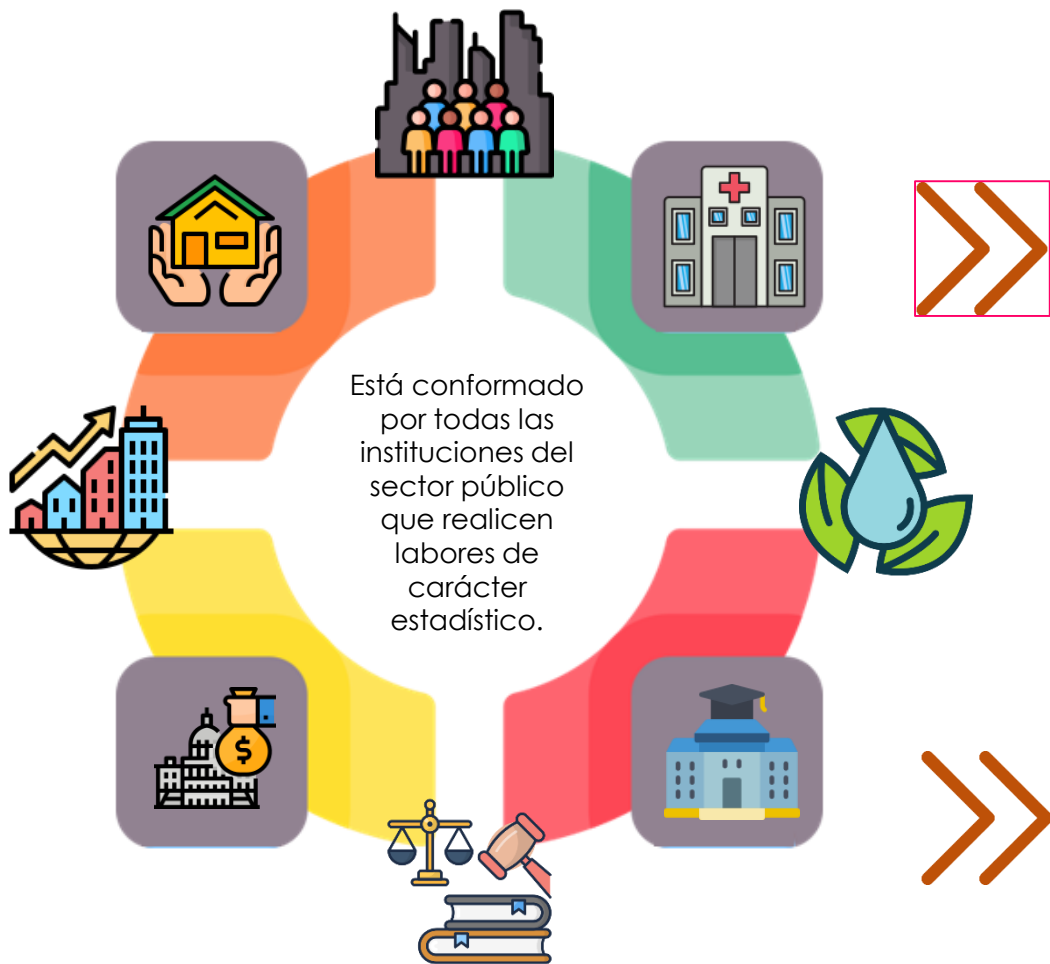 Está conformado
por todas las
instituciones del
sector público
que realicen
labores de
carácter
estadístico.
$